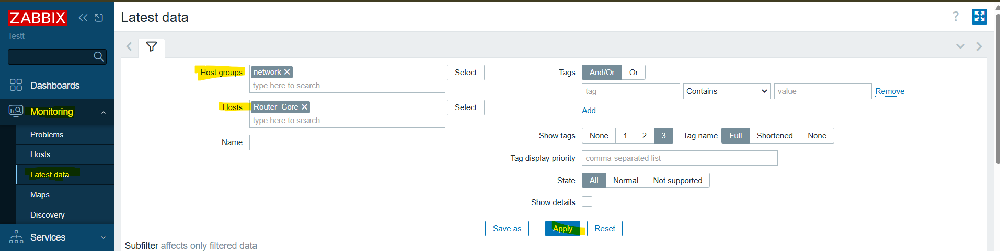 ZABBIX
Testt
Dashboards
Monitoring
Problems
Hosts
Latest data
Maps
Discovery
Services
Latest data
?
Host groups network type here to search Select
Hosts Router_Core type here to search Select
Name
Tags And/Or Or
tag Contains value Remove
Add
Show tags None 1 2 3 Tag name Full Shortened None
Tag display priority comma-separated list
State All Normal Not supported
Show details
Save as Apply Reset
Subfilter affects only filtered data